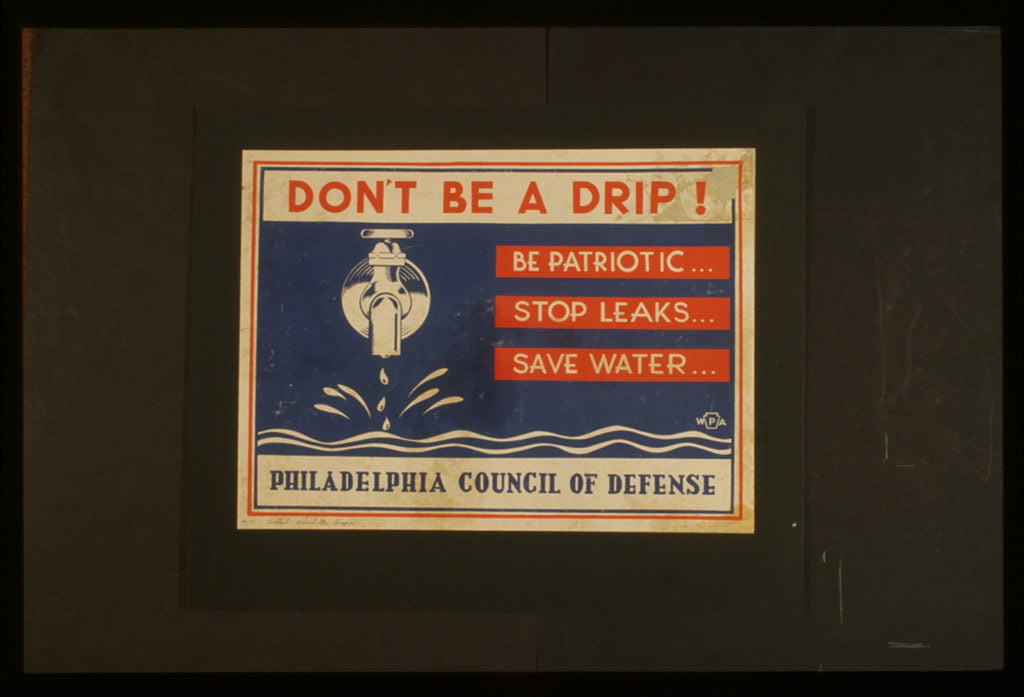 DON'T BE A DRIP!
BE PATRIOTIC...
STOP LEAKS...
SAVE WATER...
WPA
PHILADELPHIA COUNCIL OF DEFENSE